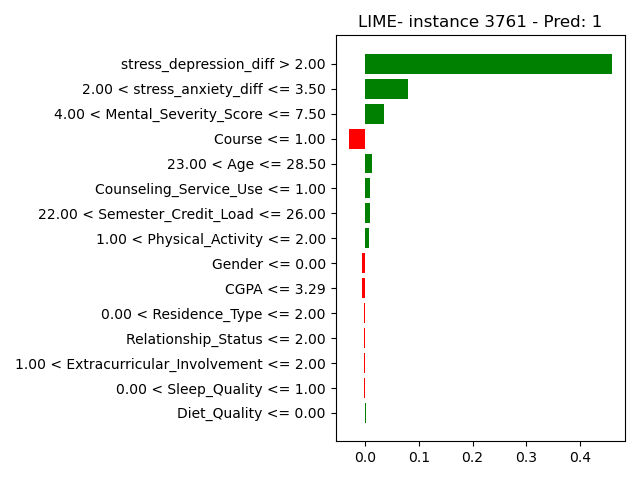 LIME- instance 3761 - Pred: 1
stress_depression_diff > 2.00
2.00 < stress_anxiety_diff <= 3.50
4.00 < Mental_Severity_Score <= 7.50
Course <= 1.00
23.00 < Age <= 28.50
Counseling_Service_Use <= 1.00
22.00 < Semester_Credit_Load <= 26.00
1.00 < Physical_Activity <= 2.00
Gender <= 0.00
CGPA <= 3.29
0.00 < Residence_Type <= 2.00
Relationship_Status <= 2.00
1.00 < Extracurricular_Involvement <= 2.00
0.00 < Sleep_Quality <= 1.00
Diet_Quality <= 0.00
0.0 0.1 0.2 0.3 0.4